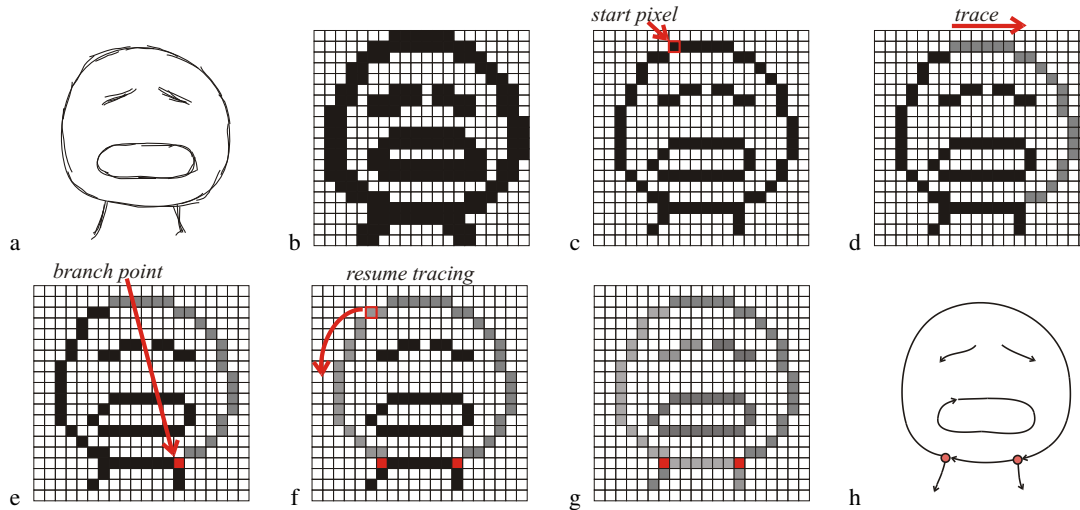 start pixel
trace
a
b
c
d
branch point
resume tracing
e
f
g
h